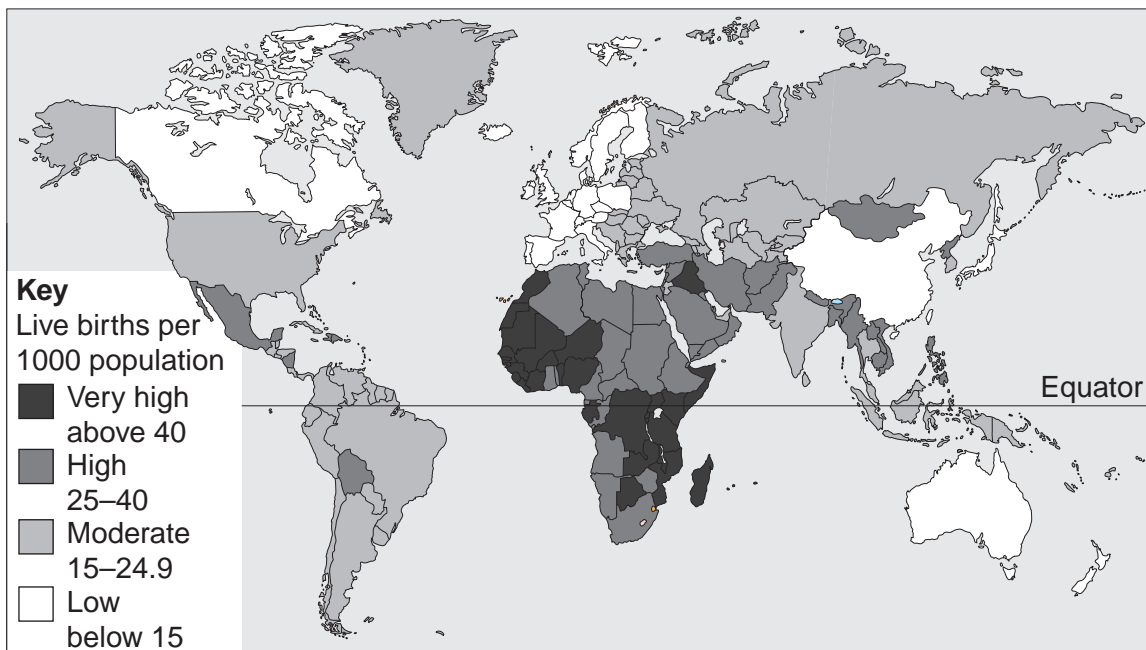 Key
Live births per
1000 population
Very high
above 40
High
25–40
Moderate
15–24.9
Low
below 15
Equator